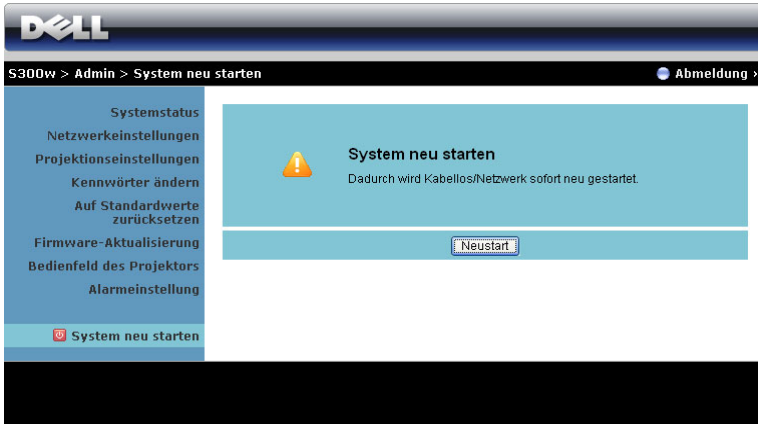 DELL
S300w > Admin > System neu starten
Abmeldung ›
Systemstatus
Netzwerkeinstellungen
Projektionseinstellungen
Kennwörter ändern
Auf Standardwerte
zurücksetzen
Firmware-Aktualisierung
Bedienfeld des Projektors
Alarmeinstellung
System neu starten
System neu starten
Dadurch wird Kabellos/Netzwerk sofort neu gestartet.
Neustart